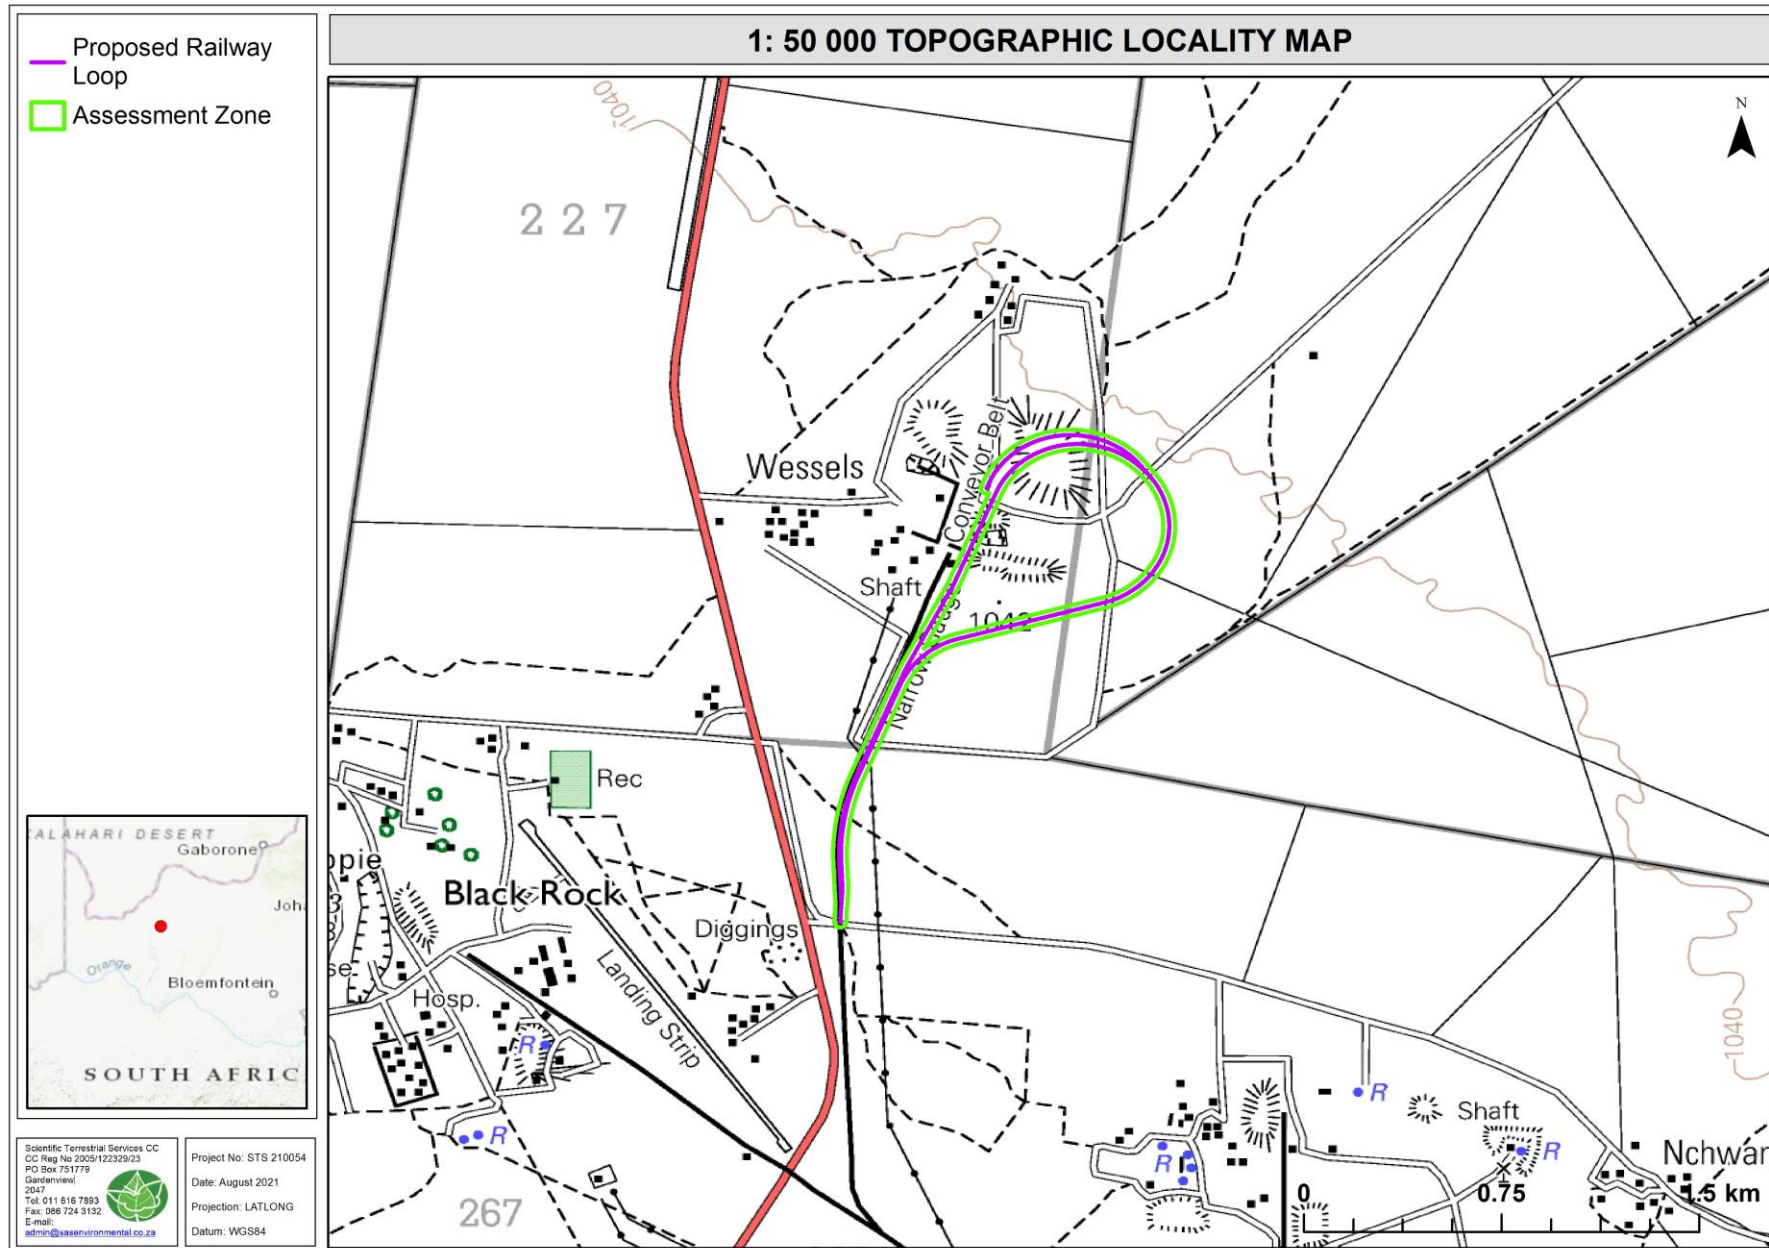 Proposed Railway
Loop
Assessment Zone
1: 50 000 TOPOGRAPHIC LOCALITY MAP
N
1040
2 2 7
Wessels
Conveyor Belt
Shaft
1042
Rec
ppie
Black Rock
Diggings
Landing Strip
Hosp.
se
R
R
267
R
R
Shaft
R
Nchwar
1040
0
0.75
1.5 km
KALAHARI DESERT
Gaborone
Joh
Orange
Bloemfontein
SOUTH AFRIC
Scientific Terrestrial Services CC
CC Reg No 2005/122329/23
PO Box 751779
Gardenview
2047
Tel: 011 616 7893
Fax: 086 724 3132
E-mail:
admin@sasenvironmental.co.za
Project No: STS 210054
Date: August 2021
Projection: LATLONG
Datum: WGS84